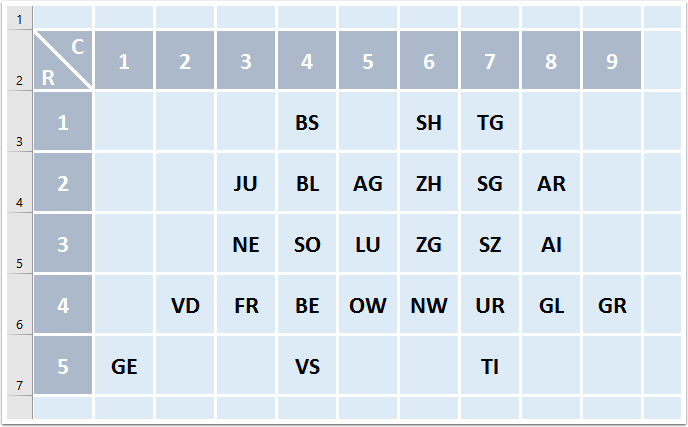 1
2 C R 1 2 3 4 5 6 7 8 9
3 1 BS SH TG
4 2 JU BL AG ZH SG AR
5 3 NE SO LU ZG SZ AI
6 4 VD FR BE OW NW UR GL GR
7 5 GE VS TI